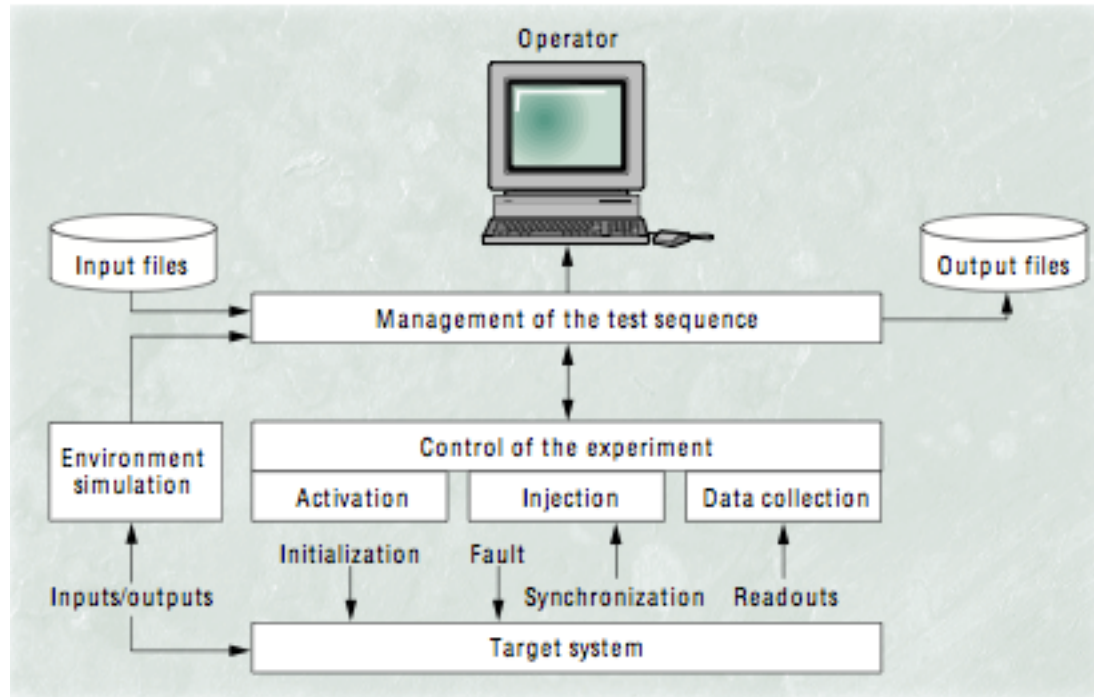 Operator
Input files
Output files
Management of the test sequence
Control of the experiment
Environment
simulation
Activation
Injection
Data collection
Initialization
Fault
Inputs/outputs
Synchronization
Readouts
Target system